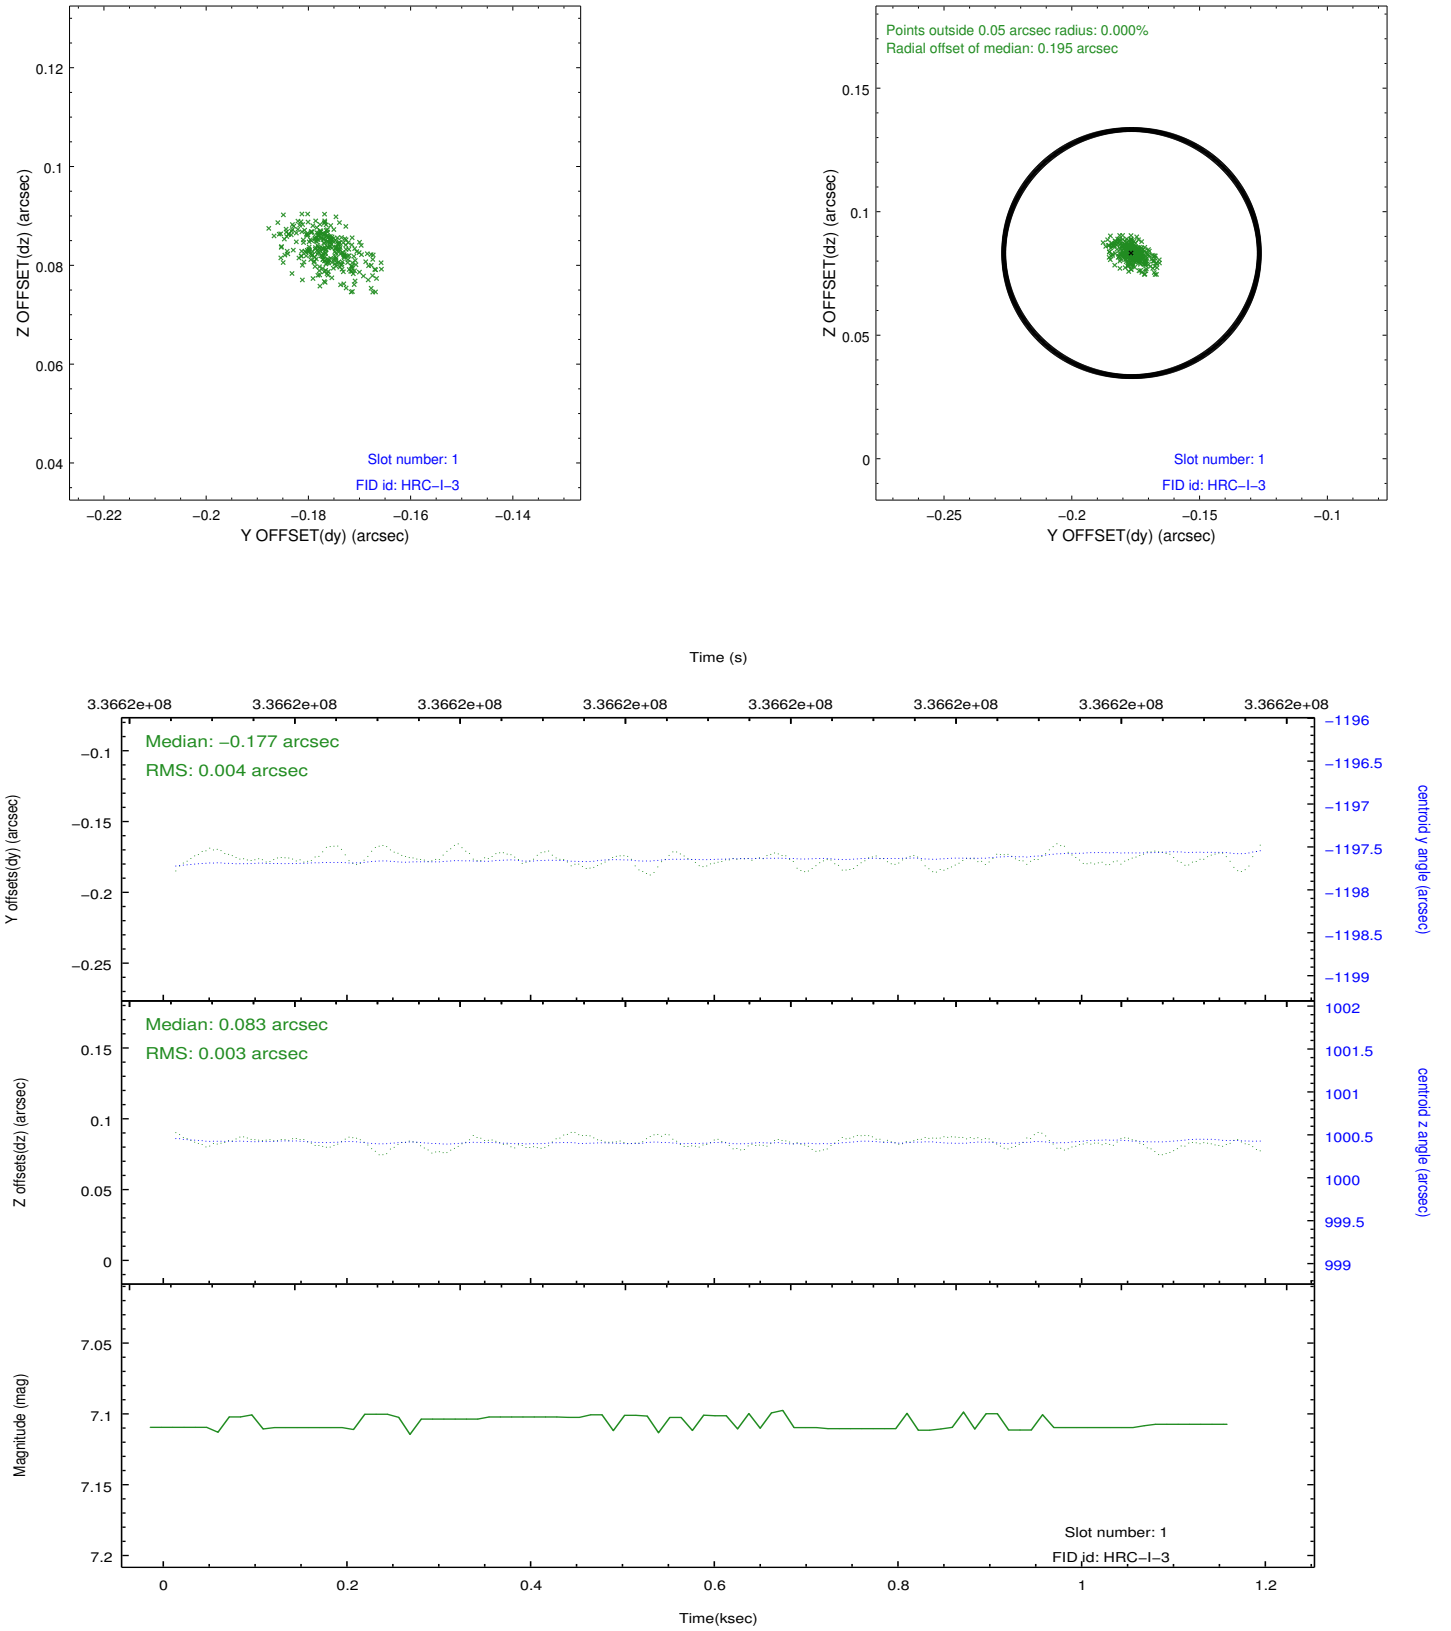 0.12
0.1
0.08
0.06
0.04
Z OFFSET(dz) (arcsec)
Slot number: 1
FID id: HRC−I−3
−0.22 −0.2 −0.18 −0.16 −0.14
Y OFFSET(dy) (arcsec)
Points outside 0.05 arcsec radius: 0.000%
Radial offset of median: 0.195 arcsec
0.15
0.1
0.05
0
Z OFFSET(dz) (arcsec)
Slot number: 1
FID id: HRC−I−3
−0.25 −0.2 −0.15 −0.1
Y OFFSET(dy) (arcsec)
Time (s)
3.3662e+08 3.3662e+08 3.3662e+08 3.3662e+08 3.3662e+08 3.3662e+08 3.3662e+08 3.3662e+08
Median: −0.177 arcsec
RMS: 0.004 arcsec
−0.1
−0.15
−0.2
−0.25
Y offsets(dy) (arcsec)
−1196
−1196.5
−1197
−1197.5
−1198
−1198.5
−1199
centroid y angle (arcsec)
Median: 0.083 arcsec
RMS: 0.003 arcsec
0.15
0.1
0.05
0
Z offsets(dz) (arcsec)
1002
1001.5
1001
1000.5
1000
999.5
999
centroid z angle (arcsec)
7.05
7.1
7.15
7.2
Magnitude (mag)
Slot number: 1
FID id: HRC−I−3
0 0.2 0.4 0.6 0.8 1 1.2
Time(ksec)